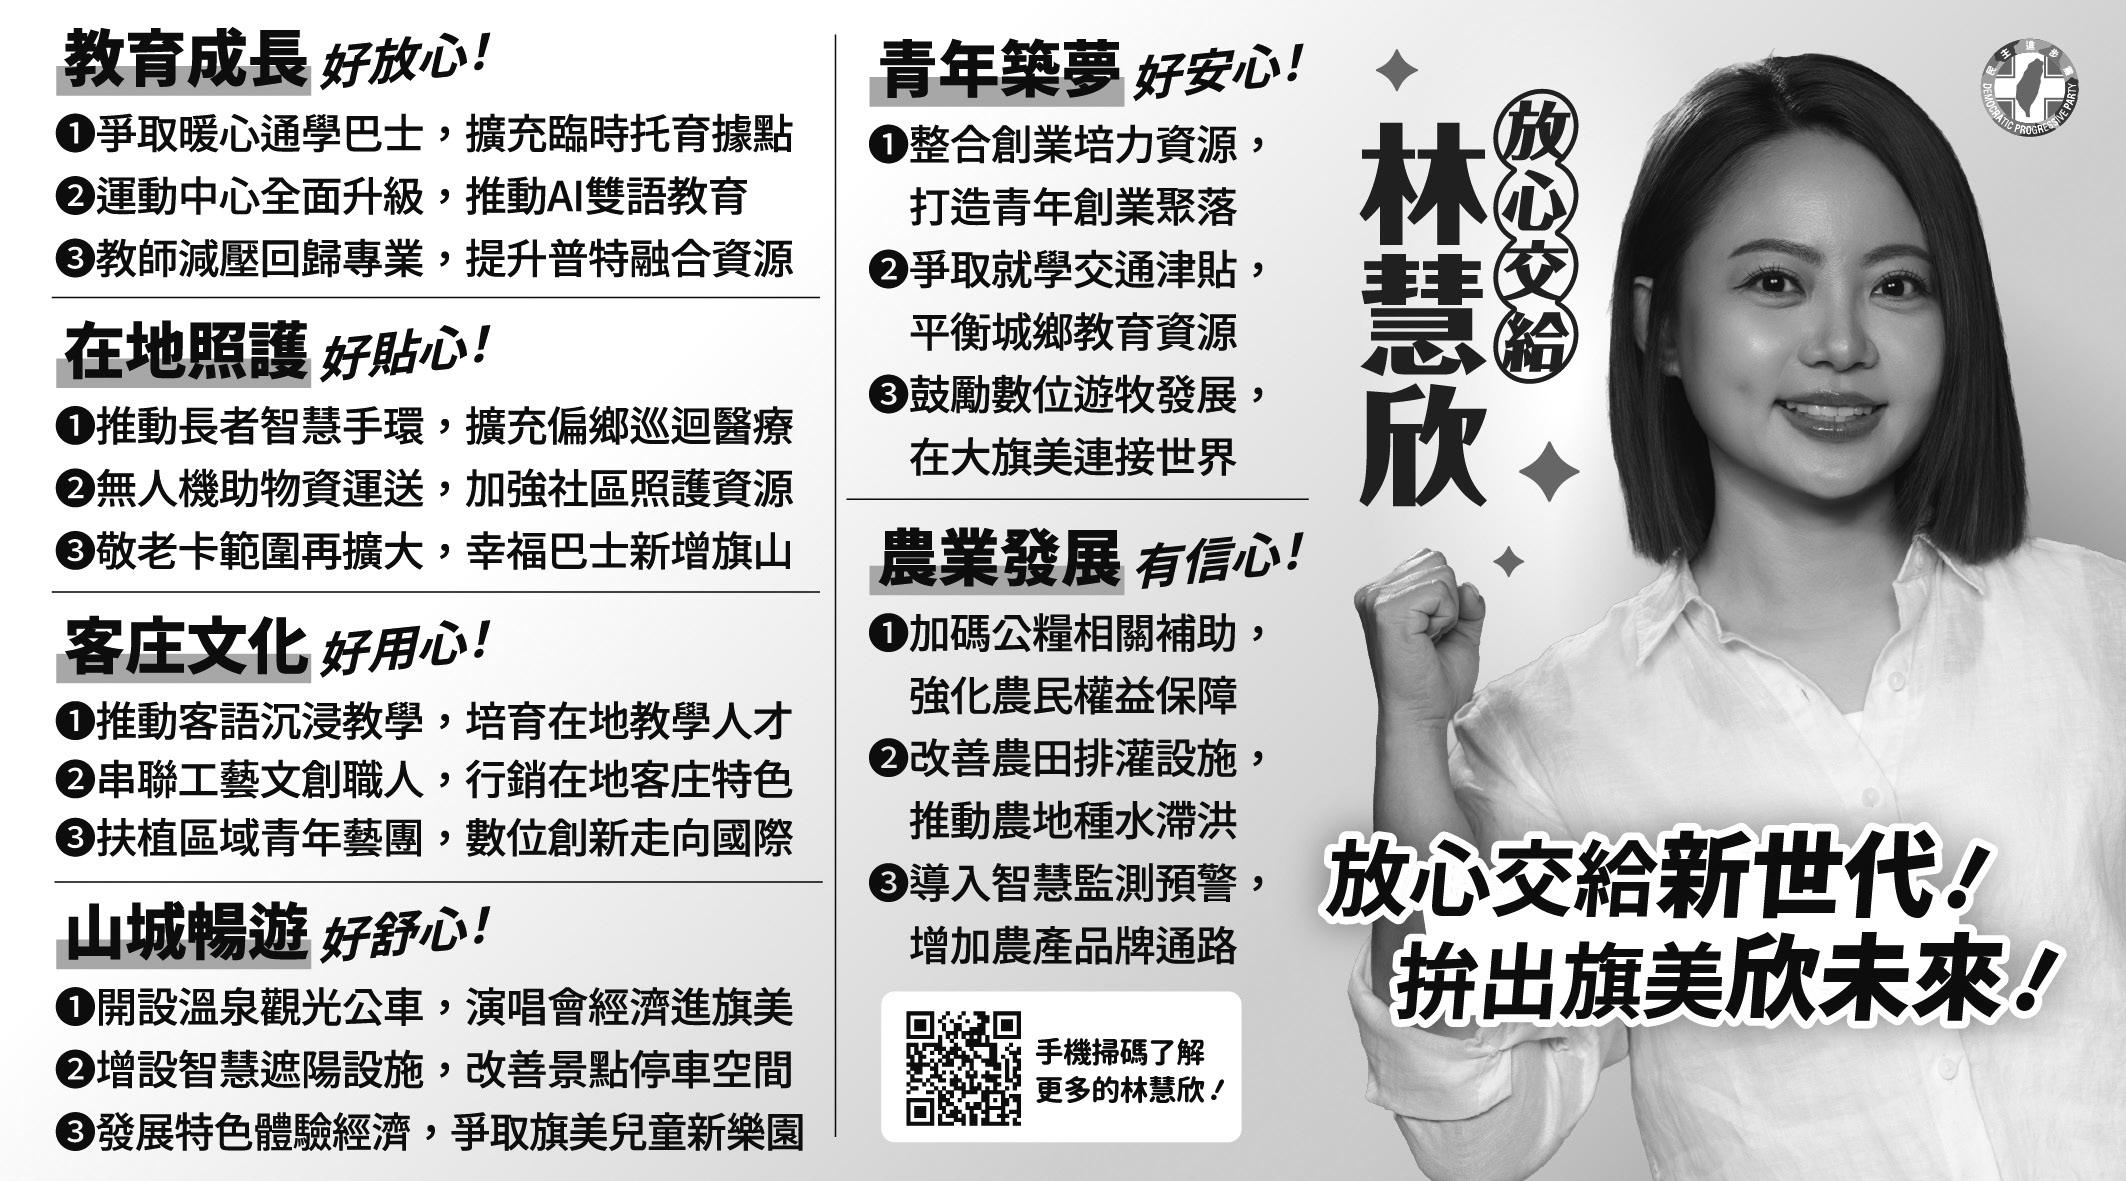 教育成長 好放心！
❶爭取暖心通學巴士，擴充臨時托育據點
❷運動中心全面升級，推動AI雙語教育
❸教師減壓回歸專業，提升普特融合資源
在地照護 好貼心！
❶推動長者智慧手環，擴充偏鄉巡迴醫療
❷無人機助物資運送，加強社區照護資源
❸敬老卡範圍再擴大，幸福巴士新增旗山
客庄文化 好用心！
❶推動客語沉浸教學，培育在地教學人才
❷串聯工藝文創職人，行銷在地客庄特色
❸扶植區域青年藝團，數位創新走向國際
山城暢遊 好舒心！
❶開設溫泉觀光公車，演唱會經濟進旗美
❷增設智慧遮陽設施，改善景點停車空間
❸發展特色體驗經濟，爭取旗美兒童新樂園
青年築夢 好安心！
❶整合創業培力資源，
打造青年創業聚落
❷爭取就學交通津貼，
平衡城鄉教育資源
❸鼓勵數位遊牧發展，
在大旗美連接世界
農業發展 有信心！
❶加碼公糧相關補助，
強化農民權益保障
❷改善農田排灌設施，
推動農地種水滯洪
❸導入智慧監測預警，
增加農產品牌通路
手機掃碼了解
更多的林慧欣！
放心交給
林慧欣
民主進步黨
DEMOCRATIC PROGRESSIVE PARTY
放心交給新世代！
拚出旗美欣未來！